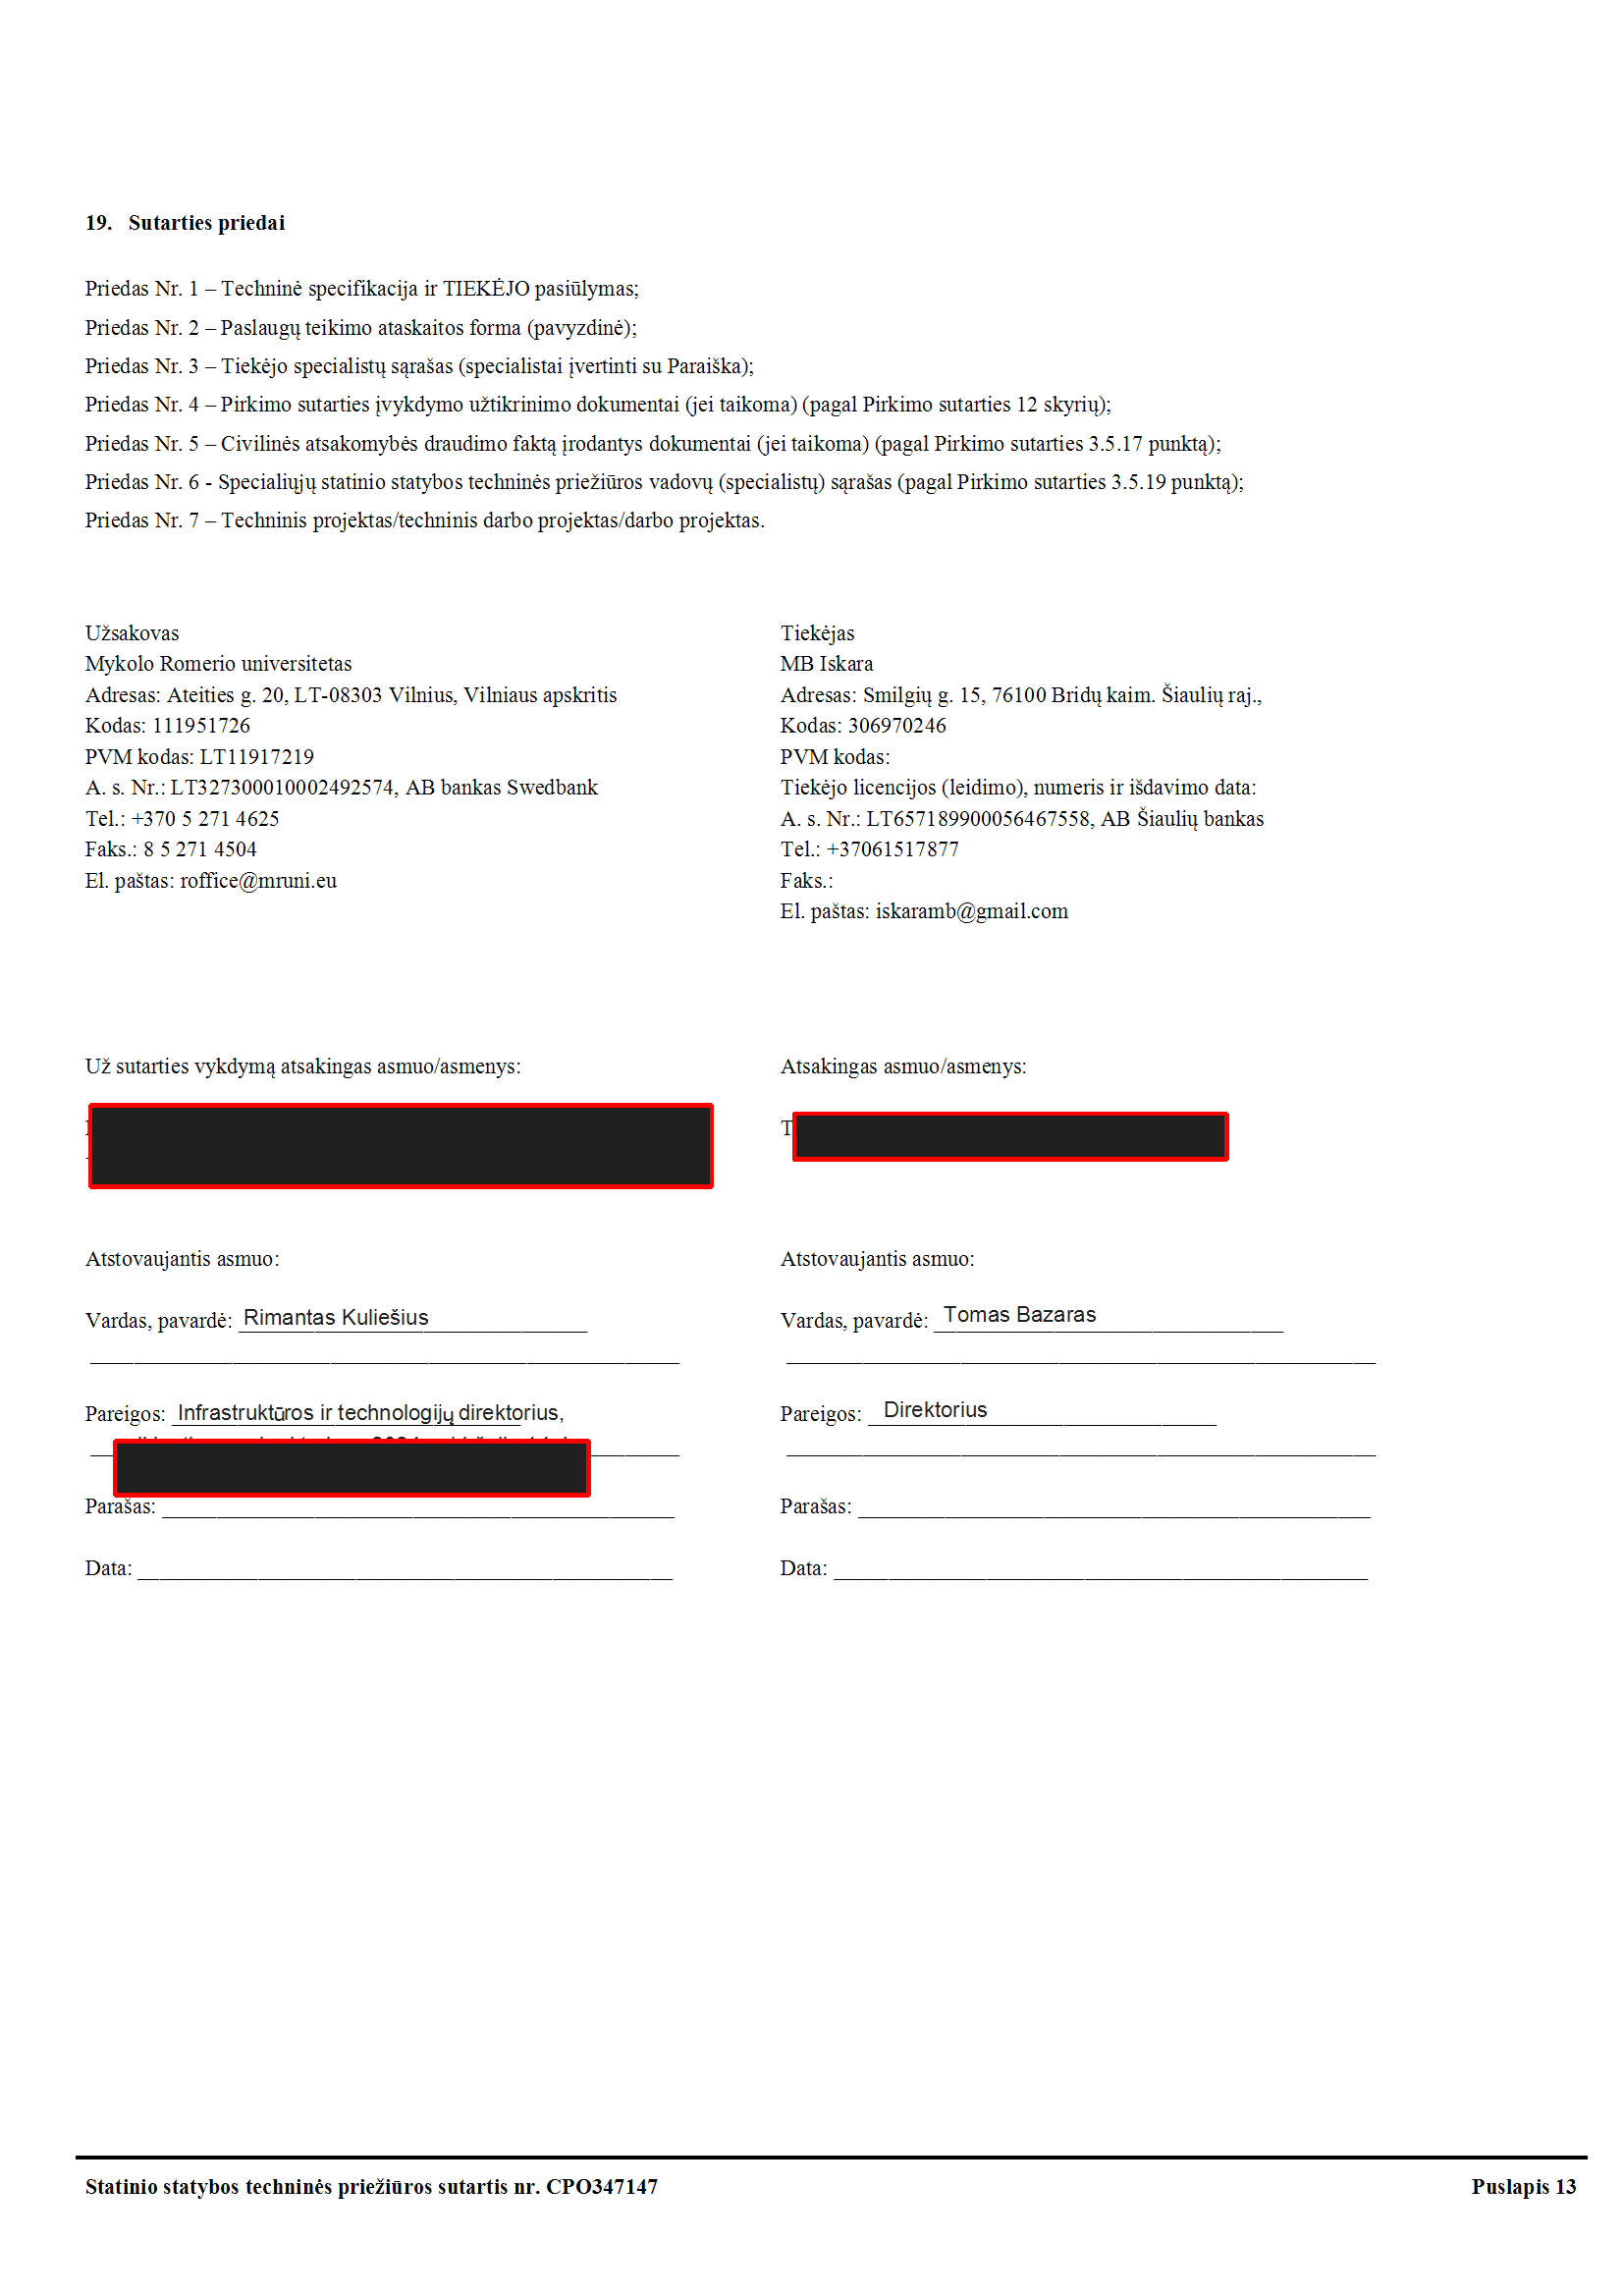 19. Sutarties priedai
Priedas Nr. 1 – Techninė specifikacija ir TIEKĖJO pasiūlymas;
Priedas Nr. 2 – Paslaugų teikimo ataskaitos forma (pavyzdinė);
Priedas Nr. 3 – Tiekėjo specialistų sąrašas (specialistai įvertinti su Paraiška);
Priedas Nr. 4 – Pirkimo sutarties įvykdymo užtikrinimo dokumentai (jei taikoma) (pagal Pirkimo sutarties 12 skyrių);
Priedas Nr. 5 – Civilinės atsakomybės draudimo faktą įrodantys dokumentai (jei taikoma) (pagal Pirkimo sutarties 3.5.17 punktą);
Priedas Nr. 6 - Specialiųjų statinio statybos techninės priežiūros vadovų (specialistų) sąrašas (pagal Pirkimo sutarties 3.5.19 punktą);
Priedas Nr. 7 – Techninis projektas/techninis darbo projektas/darbo projektas.
Užsakovas
Mykolo Romerio universitetas
Adresas: Ateities g. 20, LT-08303 Vilnius, Vilniaus apskritis
Kodas: 111951726
PVM kodas: LT11917219
A. s. Nr.: LT327300010002492574, AB bankas Swedbank
Tel.: +370 5 271 4625
Faks.: 8 5 271 4504
El. paštas: roffice@mruni.eu
Tiekėjas
MB Iskara
Adresas: Smilgių g. 15, 76100 Bridų kaim. Šiaulių raj.,
Kodas: 306970246
PVM kodas:
Tiekėjo licencijos (leidimo), numeris ir išdavimo data:
A. s. Nr.: LT657189900056467558, AB Šiaulių bankas
Tel.: +37061517877
Faks.:
El. paštas: iskaramb@gmail.com
Už sutarties vykdymą atsakingas asmuo/asmenys:
Atstovaujantis asmuo:
Vardas, pavardė: Rimantas Kuliešius
Pareigos: Infrastruktūros ir technologijų direktorius,
Parašas:
Data:
Atsakingas asmuo/asmenys:
Atstovaujantis asmuo:
Vardas, pavardė: Tomas Bazaras
Pareigos: Direktorius
Parašas:
Data:
Statinio statybos techninės priežiūros sutartis nr. CPO347147
Puslapis 13